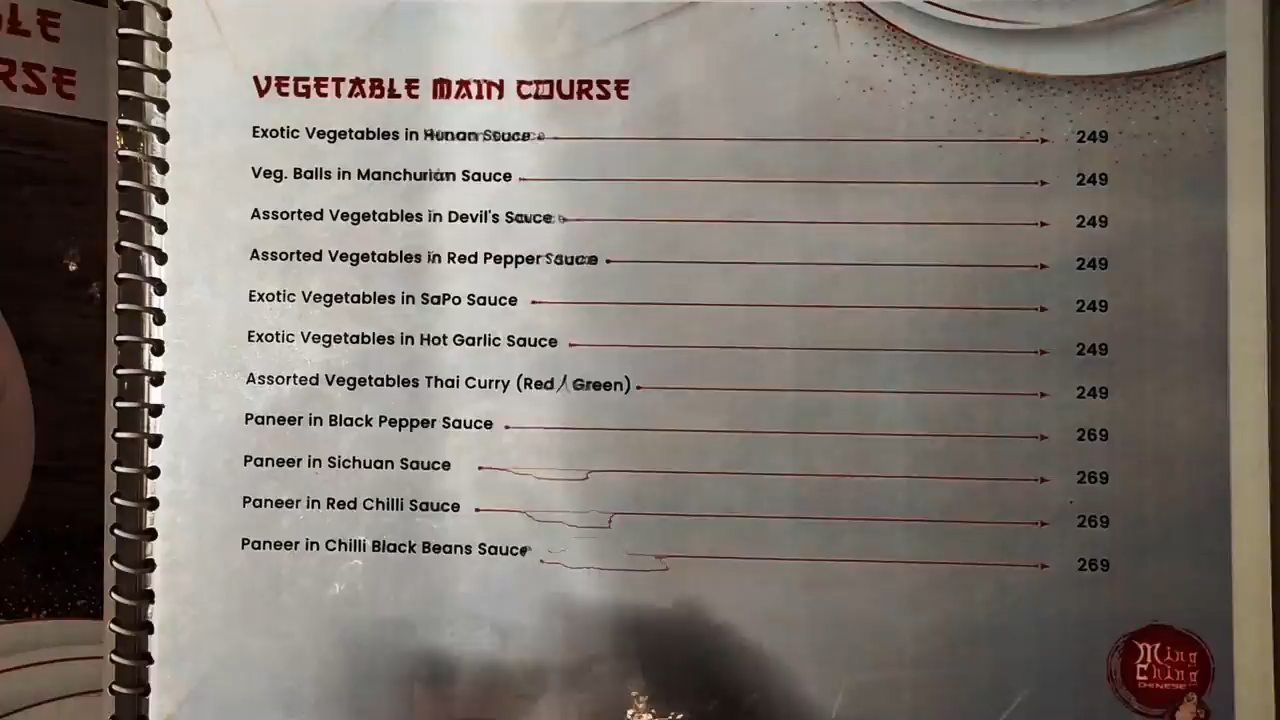 LE
RSE
VEGETABLE MAIN COURSE
Exotic Vegetables in Hunan Sauce 249
Veg. Balls in Manchurian Sauce 249
Assorted Vegetables in Devil's Sauce 249
Assorted Vegetables in Red Pepper Sauce 249
Exotic Vegetables in SaPo Sauce 249
Exotic Vegetables in Hot Garlic Sauce 249
Assorted Vegetables Thai Curry (Red / Green) 249
Paneer in Black Pepper Sauce 269
Paneer in Sichuan Sauce 269
Paneer in Red Chilli Sauce 269
Paneer in Chilli Black Beans Sauce 269
Ming
Ching
CHINESE